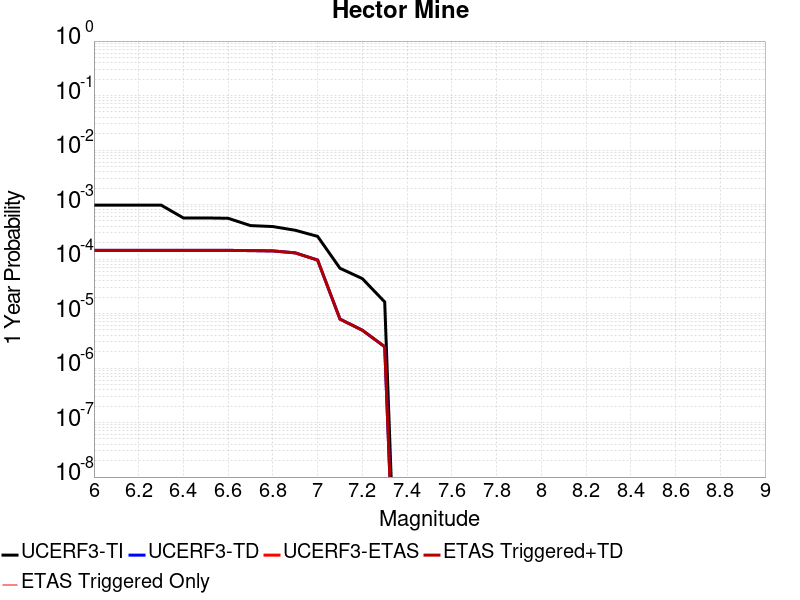 Hector Mine
10^0
10^-1
10^-2
10^-3
10^-4
10^-5
10^-6
10^-7
10^-8
1 Year Probability
6 6.2 6.4 6.6 6.8 7 7.2 7.4 7.6 7.8 8 8.2 8.4 8.6 8.8 9
Magnitude
UCERF3-TI UCERF3-TD UCERF3-ETAS ETAS Triggered+TD
ETAS Triggered Only